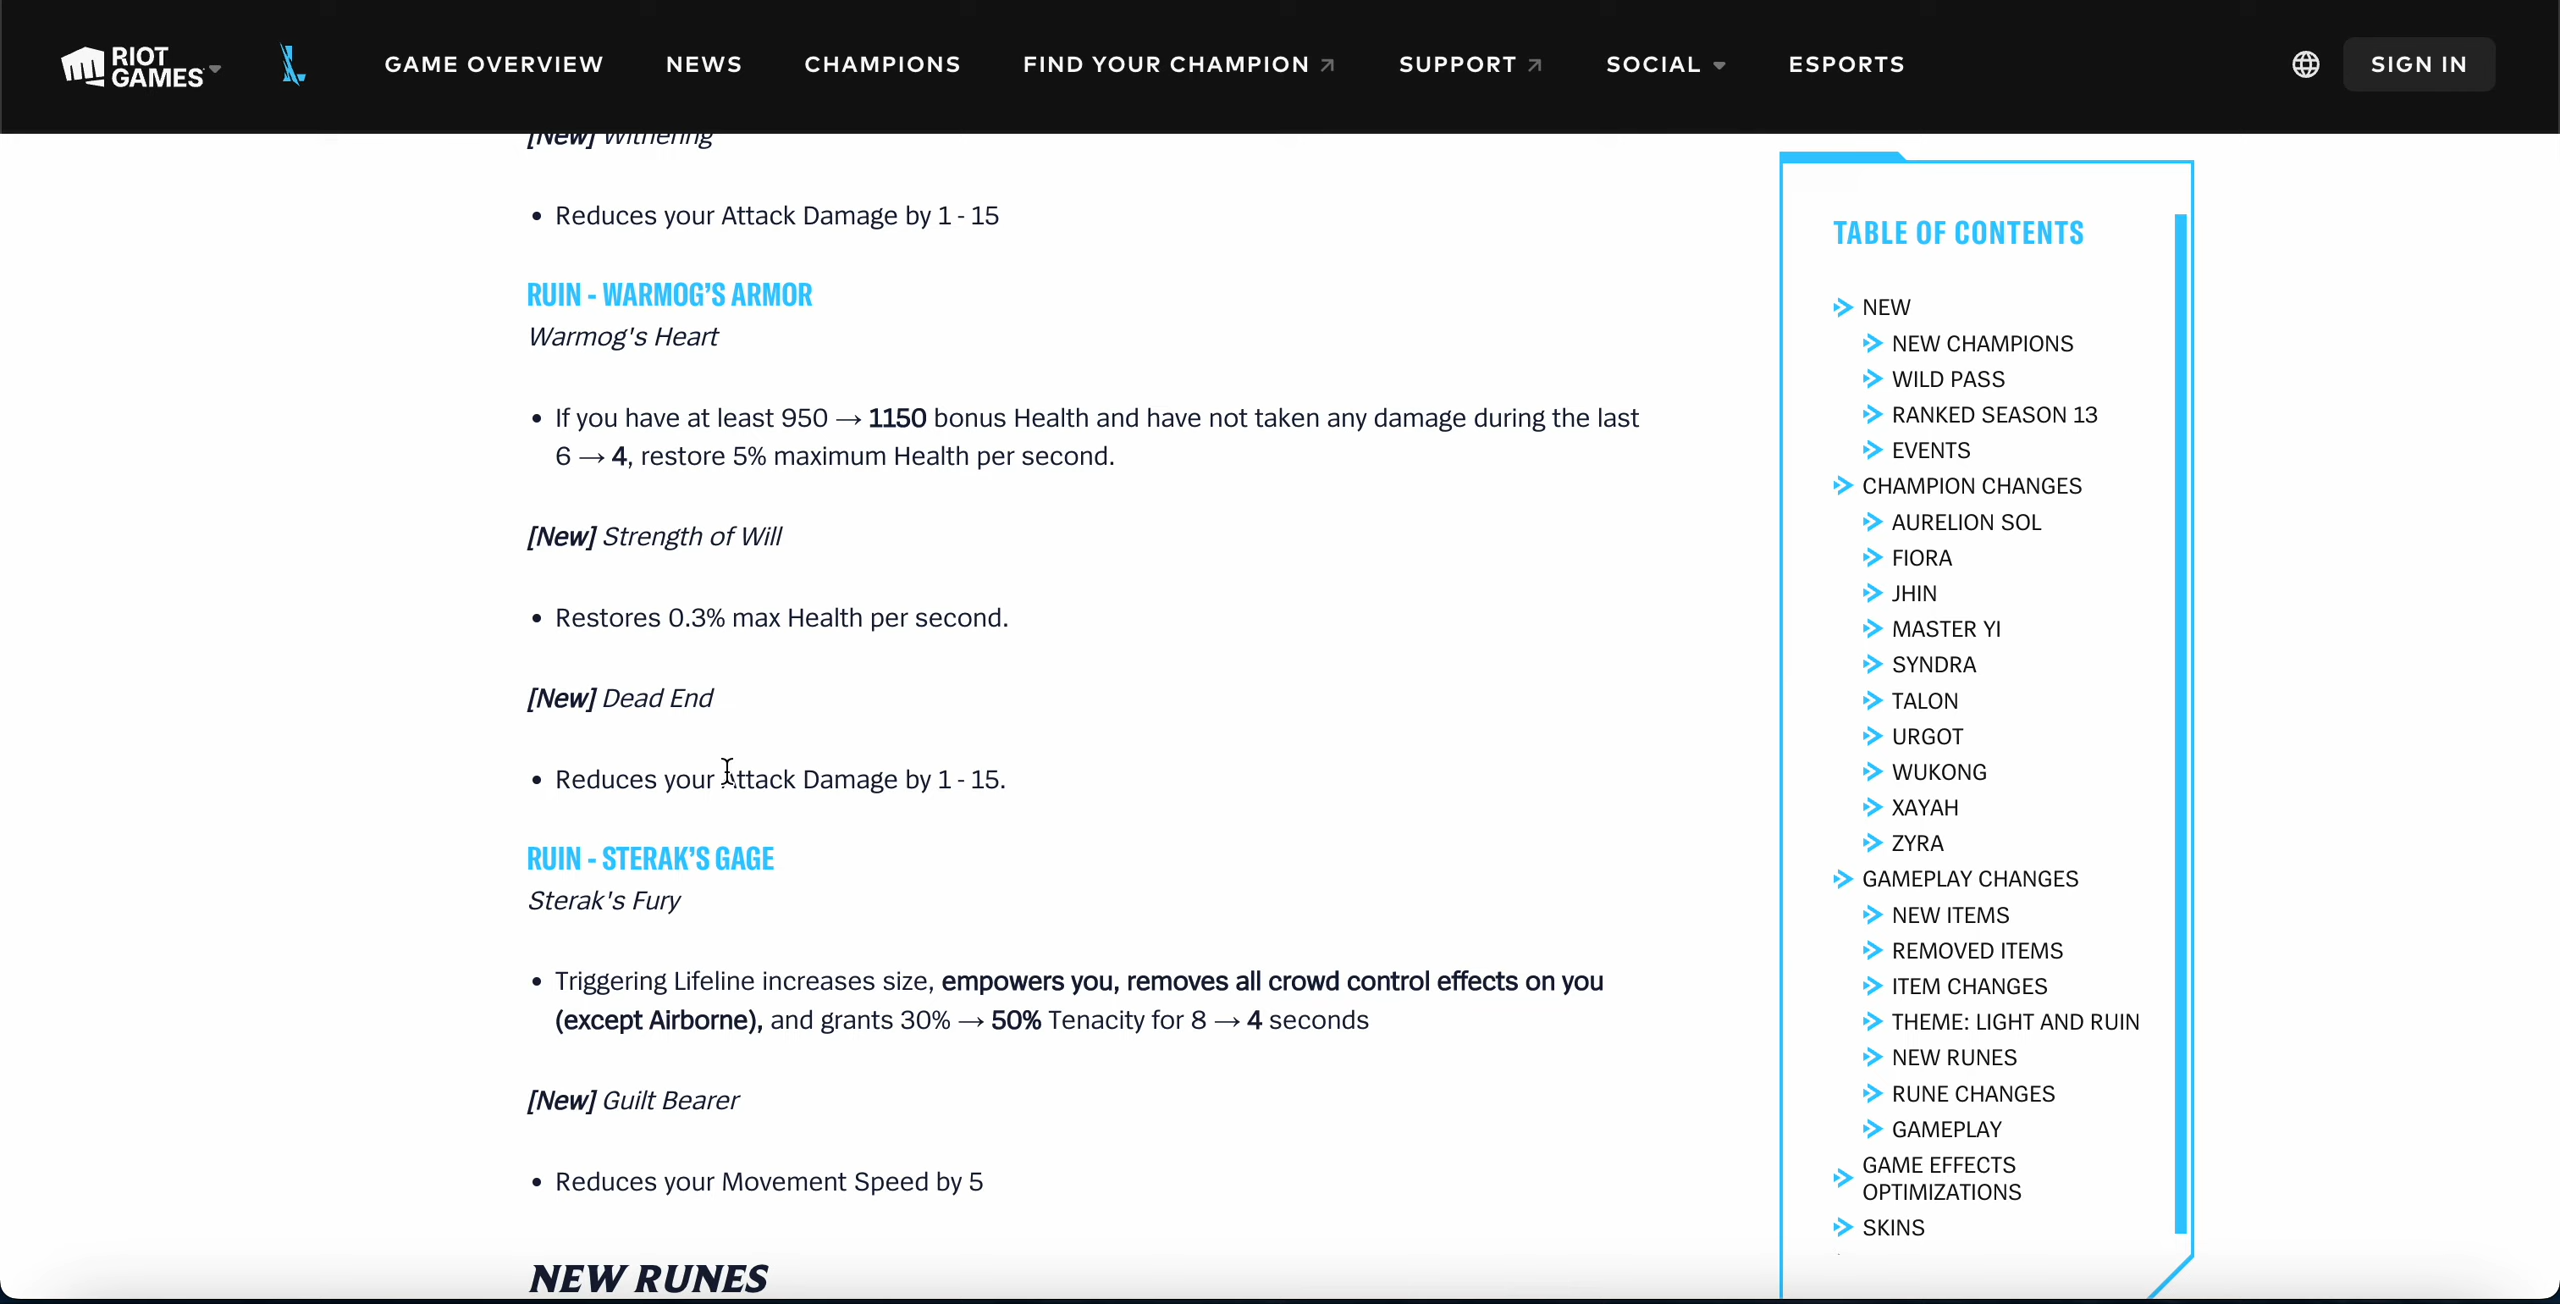 RIOT
GAMES
GAME OVERVIEW
NEWS
CHAMPIONS
FIND YOUR CHAMPION
SUPPORT
SOCIAL
ESPORTS
SIGN IN
[New] Withering
• Reduces your Attack Damage by 1 - 15
RUIN - WARMOG’S ARMOR
Warmog's Heart
• If you have at least 950 → 1150 bonus Health and have not taken any damage during the last
6 → 4, restore 5% maximum Health per second.
[New] Strength of Will
• Restores 0.3% max Health per second.
[New] Dead End
• Reduces your Attack Damage by 1 - 15.
RUIN - STERAK’S GAGE
Sterak's Fury
• Triggering Lifeline increases size, empowers you, removes all crowd control effects on you
(except Airborne), and grants 30% → 50% Tenacity for 8 → 4 seconds
[New] Guilt Bearer
• Reduces your Movement Speed by 5
NEW RUNES
TABLE OF CONTENTS
NEW
NEW CHAMPIONS
WILD PASS
RANKED SEASON 13
EVENTS
CHAMPION CHANGES
AURELION SOL
FIORA
JHIN
MASTER YI
SYNDRA
TALON
URGOT
WUKONG
XAYAH
ZYRA
GAMEPLAY CHANGES
NEW ITEMS
REMOVED ITEMS
ITEM CHANGES
THEME: LIGHT AND RUIN
NEW RUNES
RUNE CHANGES
GAMEPLAY
GAME EFFECTS
OPTIMIZATIONS
SKINS